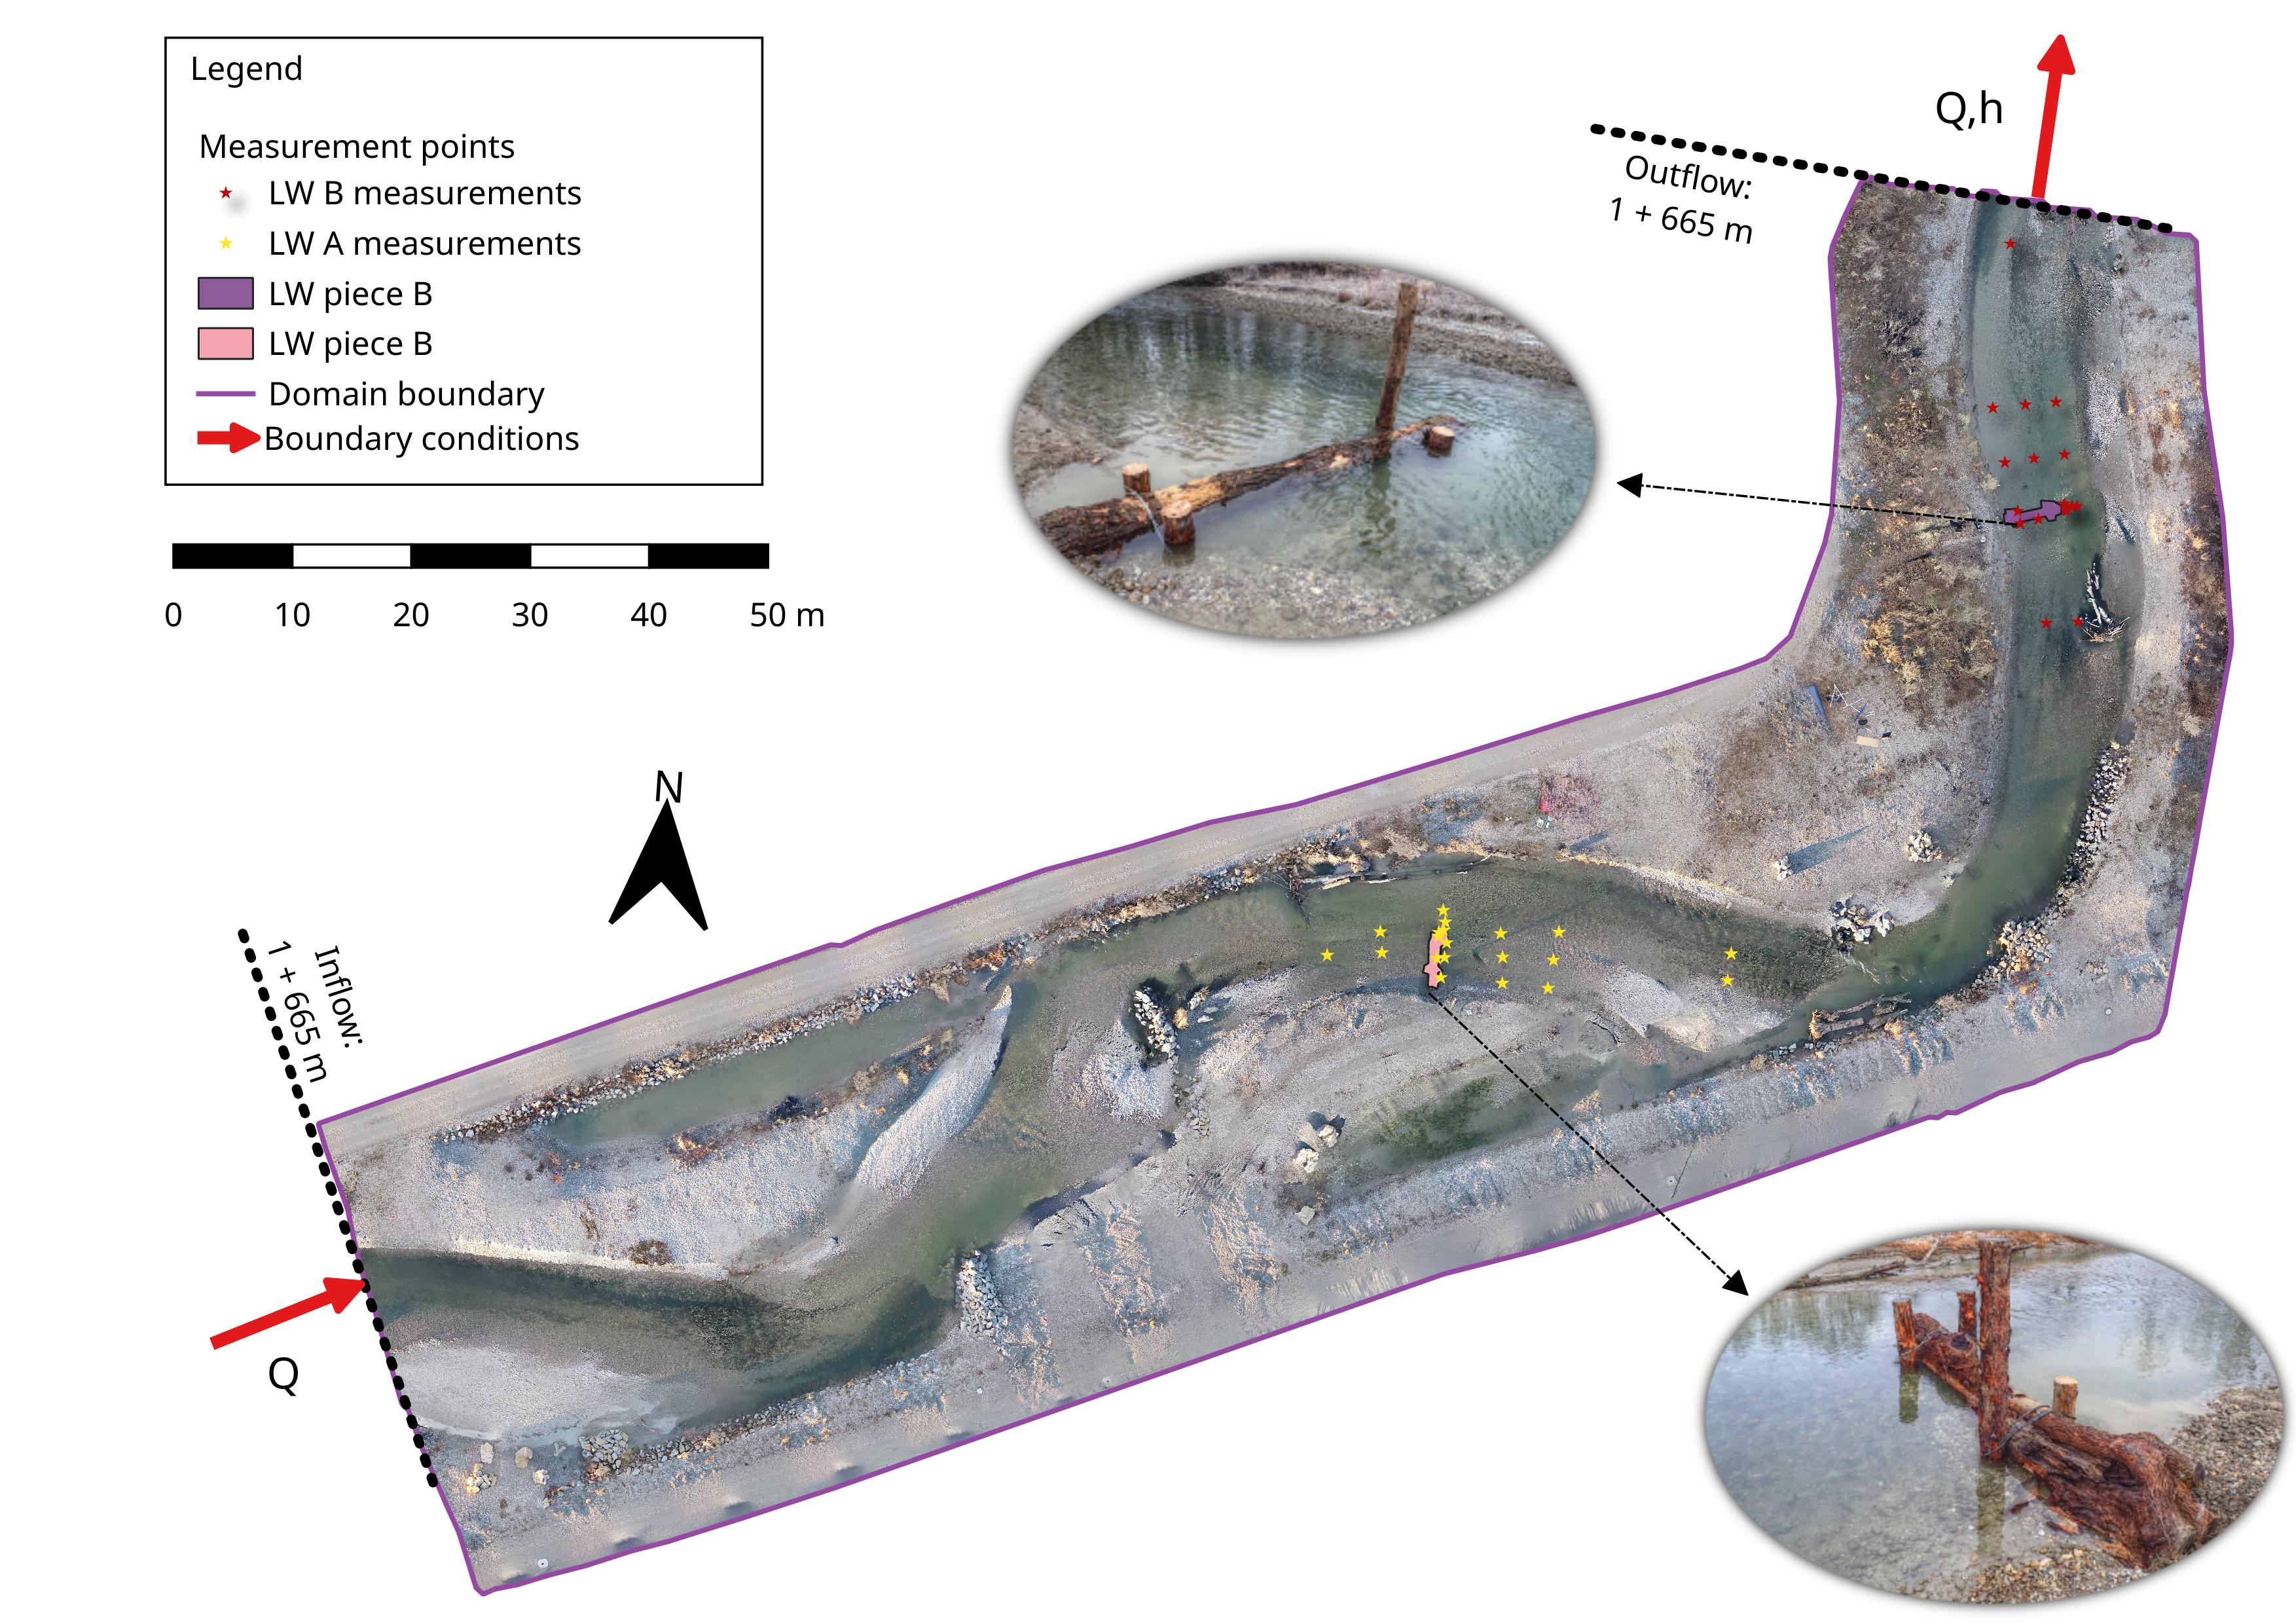 Legend
Measurement points
LW B measurements
LW A measurements
LW piece B
LW piece B
Domain boundary
Boundary conditions
0 10 20 30 40 50 m
N
Q,h
Outflow:
1 + 665 m
Inflow:
1 + 665 m
Q